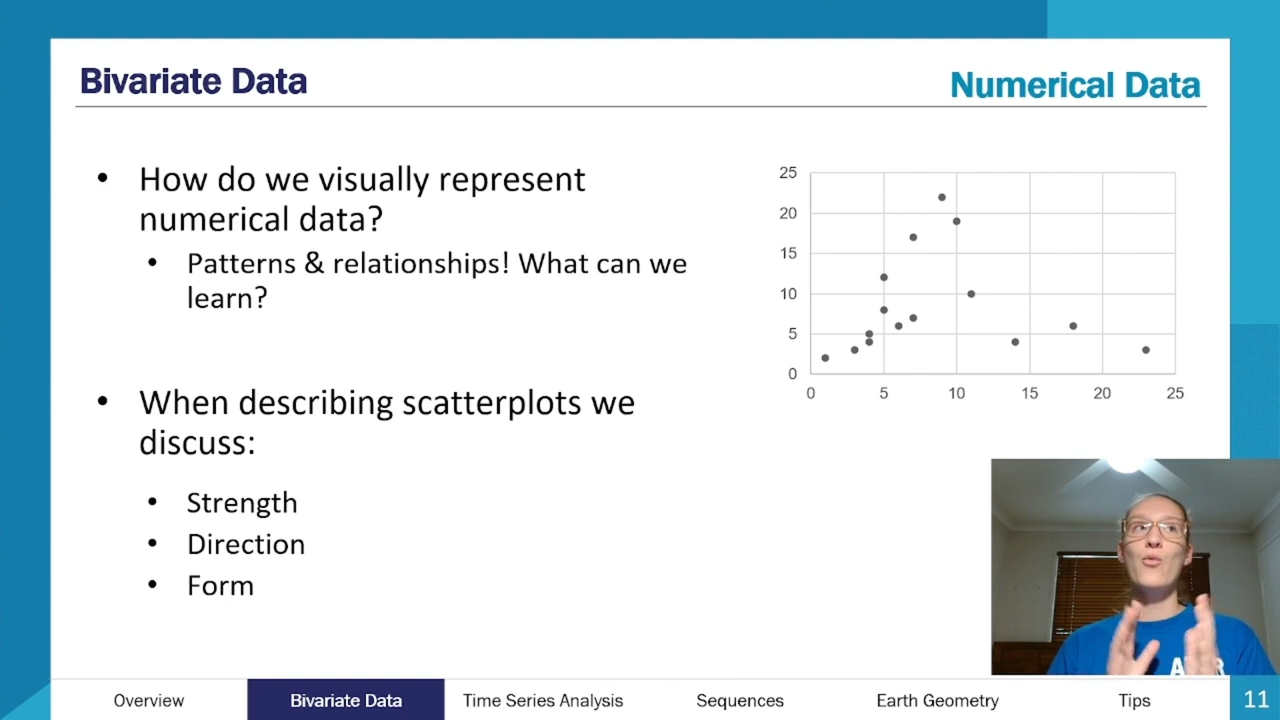 Bivariate Data
Numerical Data
• How do we visually represent
numerical data?
• Patterns & relationships! What can we
learn?
• When describing scatterplots we
discuss:
• Strength
• Direction
• Form
25
20
15
10
5
0
0 5 10 15 20 25
Overview Bivariate Data Time Series Analysis Sequences Earth Geometry Tips 11